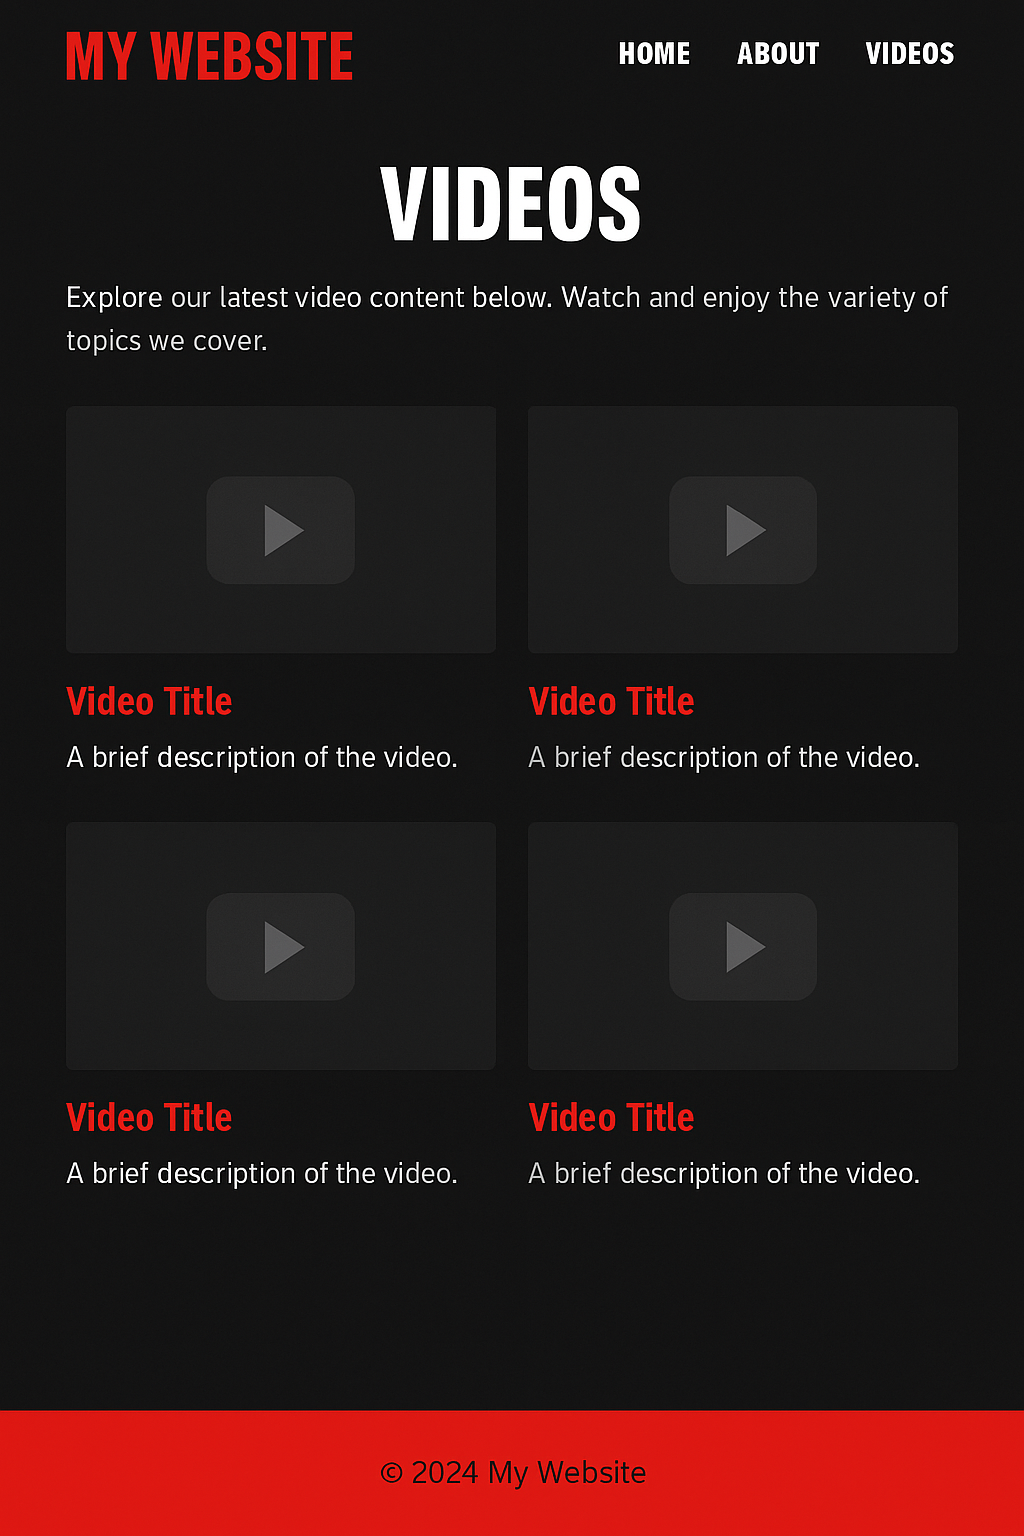 MY WEBSITE
HOME ABOUT VIDEOS
VIDEOS
Explore our latest video content below. Watch and enjoy the variety of
topics we cover.
Video Title
A brief description of the video.
Video Title
A brief description of the video.
Video Title
A brief description of the video.
Video Title
A brief description of the video.
© 2024 My Website